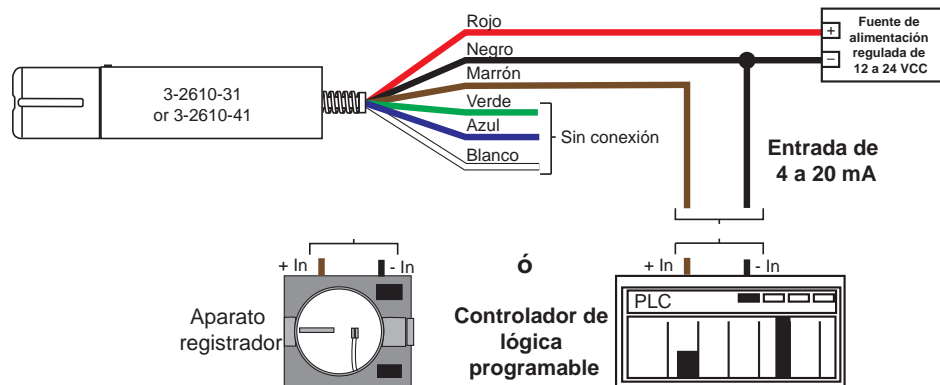 Rojo
Negro
Marrón
Verde
Azul
Blanco
Sin conexión
3-2610-31
or 3-2610-41
+
−
Fuente de
alimentación
regulada de
12 a 24 VCC
Entrada de
4 a 20 mA
+ In
- In
Aparato
registrador
ó
Controlador de
lógica
programable
+ In
- In
PLC